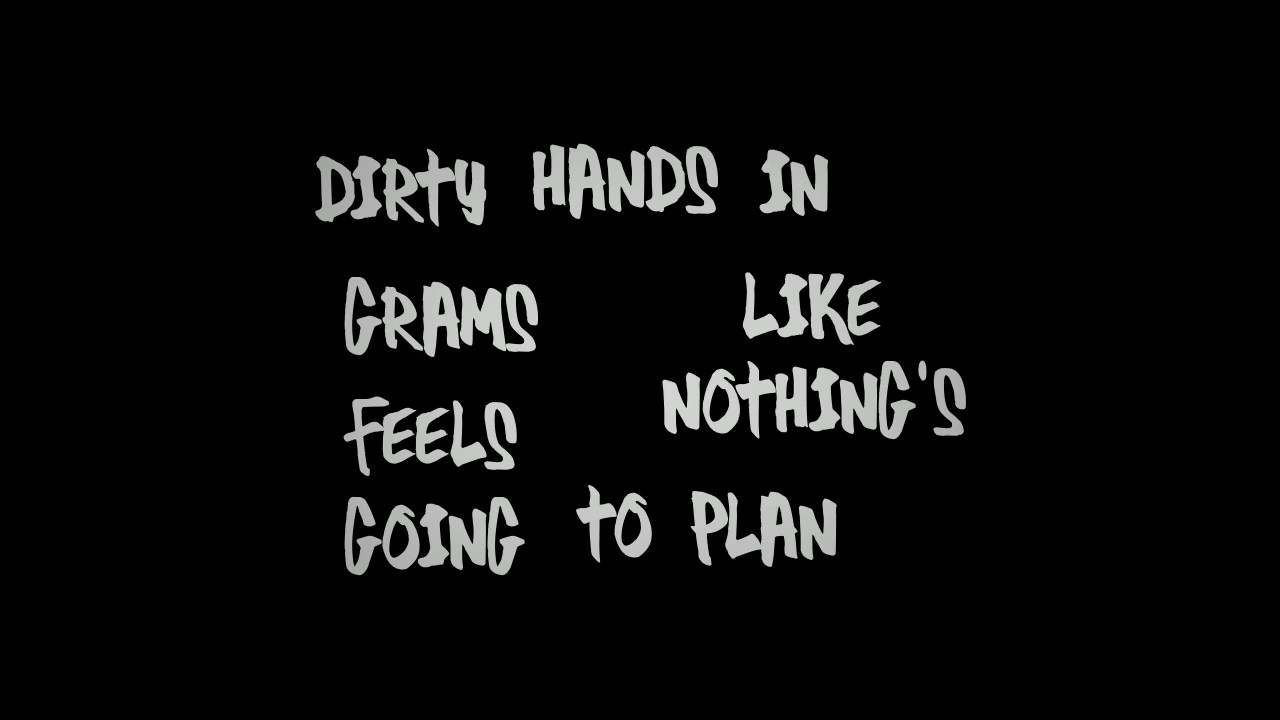 DIRTY HANDS IN
GRAMS LIKE
FEELS NOTHING'S
GOING TO PLAN